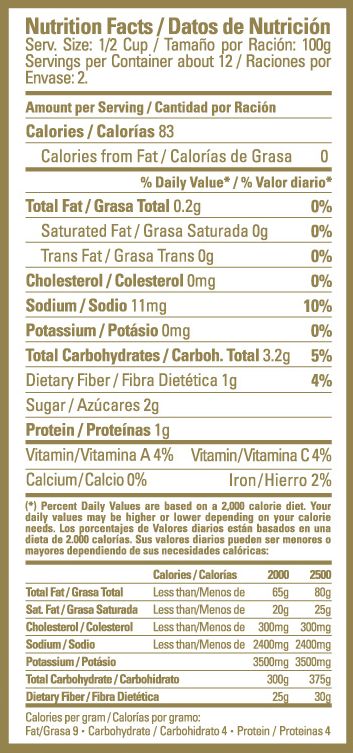 Nutrition Facts / Datos de Nutrición
Serv. Size: 1/2 Cup / Tamaño por Ración: 100g
Servings per Container about 12 / Raciones por
Envase: 2.
Amount per Serving / Cantidad por Ración
Calories / Calorías 83
Calories from Fat / Calorías de Grasa 0
% Daily Value* / % Valor diario*
Total Fat / Grasa Total 0.2g 0%
Saturated Fat / Grasa Saturada 0g 0%
Trans Fat / Grasa Trans 0g 0%
Cholesterol / Colesterol 0mg 0%
Sodium / Sodio 11mg 10%
Potassium / Potásio 0mg 0%
Total Carbohydrates / Carboh. Total 3.2g 5%
Dietary Fiber / Fibra Dietética 1g 4%
Sugar / Azúcares 2g
Protein / Proteínas 1g
Vitamin/Vitamina A 4% Vitamin/Vitamina C 4%
Calcium/Calcio 0% Iron/Hierro 2%
(*) Percent Daily Values are based on a 2,000 calorie diet. Your
daily values may be higher or lower depending on your calorie
needs. Los porcentajes de Valores diarios están basados en una
dieta de 2.000 calorías. Sus valores diarios pueden ser menores o
mayores dependiendo de sus necesidades calóricas:
Calories / Calorías 2000 2500
Total Fat / Grasa Total Less than/Menos de 65g 80g
Sat. Fat / Grasa Saturada Less than/Menos de 20g 25g
Cholesterol / Colesterol Less than/Menos de 300mg 300mg
Sodium / Sodio Less than/Menos de 2400mg 2400mg
Potassium / Potásio 3500mg 3500mg
Total Carbohydrate / Carbohidrato 300g 375g
Dietary Fiber / Fibra Dietética 25g 30g
Calories per gram / Calorías por gramo:
Fat/Grasa 9 · Carbohydrate / Carbohidrato 4 · Protein / Proteínas 4